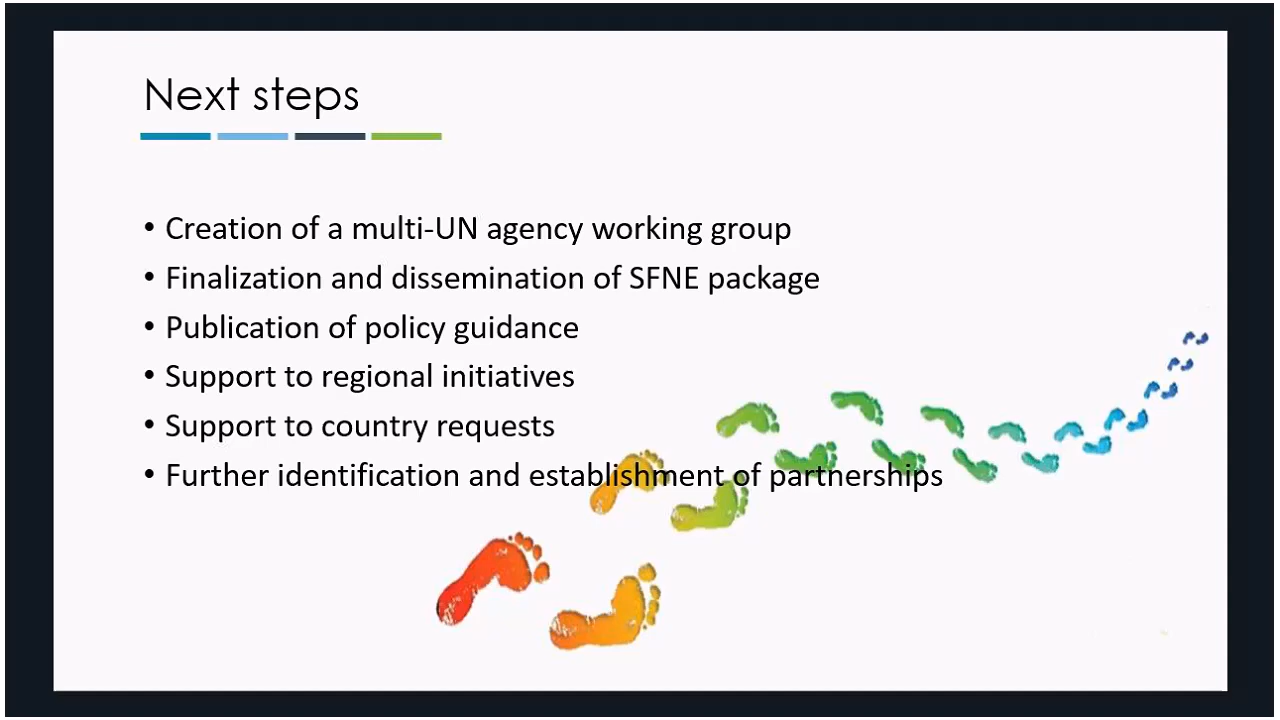 Next steps
• Creation of a multi-UN agency working group
• Finalization and dissemination of SFNE package
• Publication of policy guidance
• Support to regional initiatives
• Support to country requests
• Further identification and establishment of partnerships